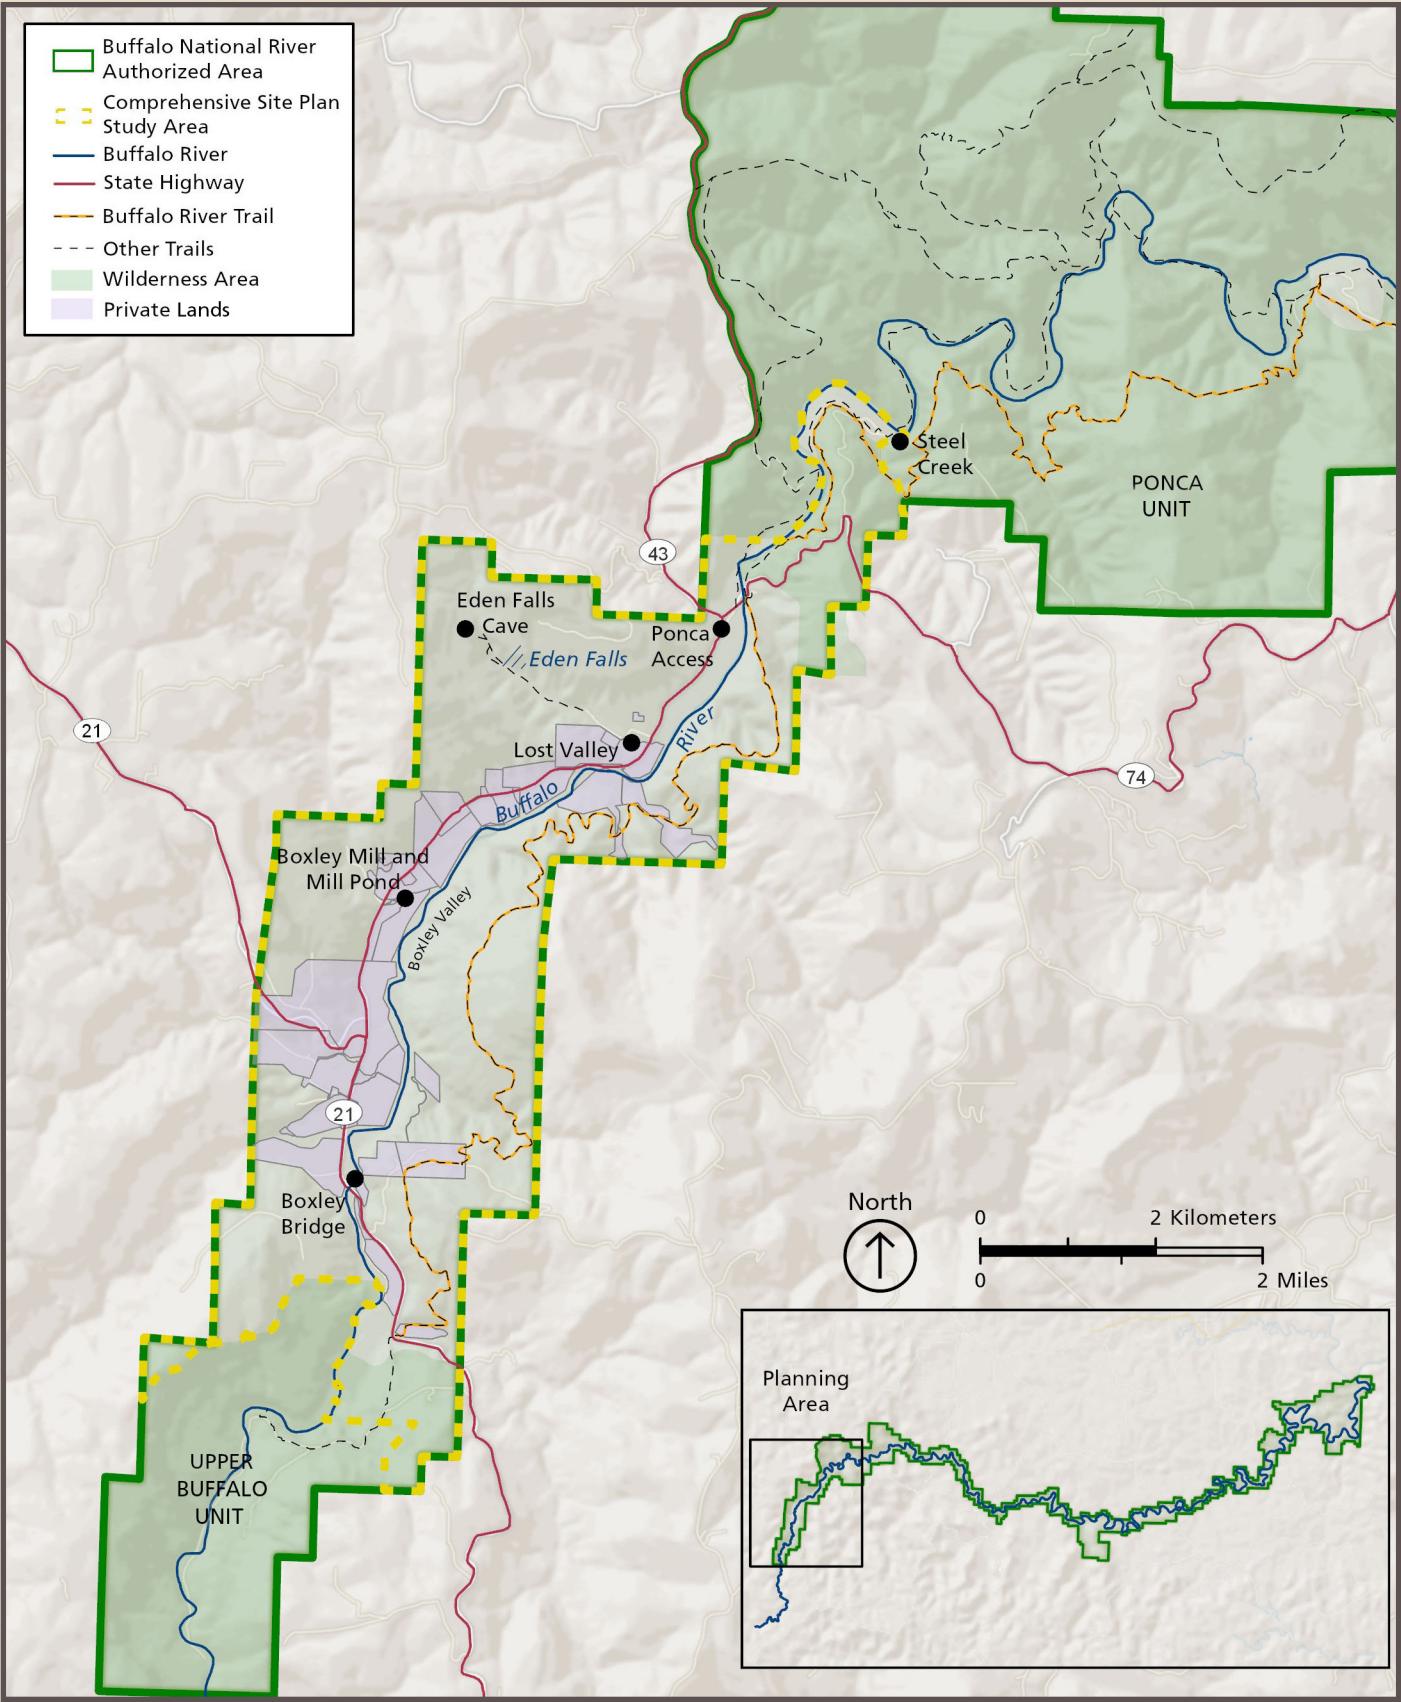 Buffalo National River
Authorized Area
Comprehensive Site Plan
Study Area
Buffalo River
State Highway
Buffalo River Trail
Other Trails
Wilderness Area
Private Lands
Steel
Creek
PONCA
UNIT
43
Eden Falls
Cave
Eden Falls
Ponca
Access
21
Lost Valley
River
74
Buffalo
Boxley Mill and
Mill Pond
Boxley Valley
21
Boxley
Bridge
North
0
2 Kilometers
0
2 Miles
UPPER
BUFFALO
UNIT
Planning
Area